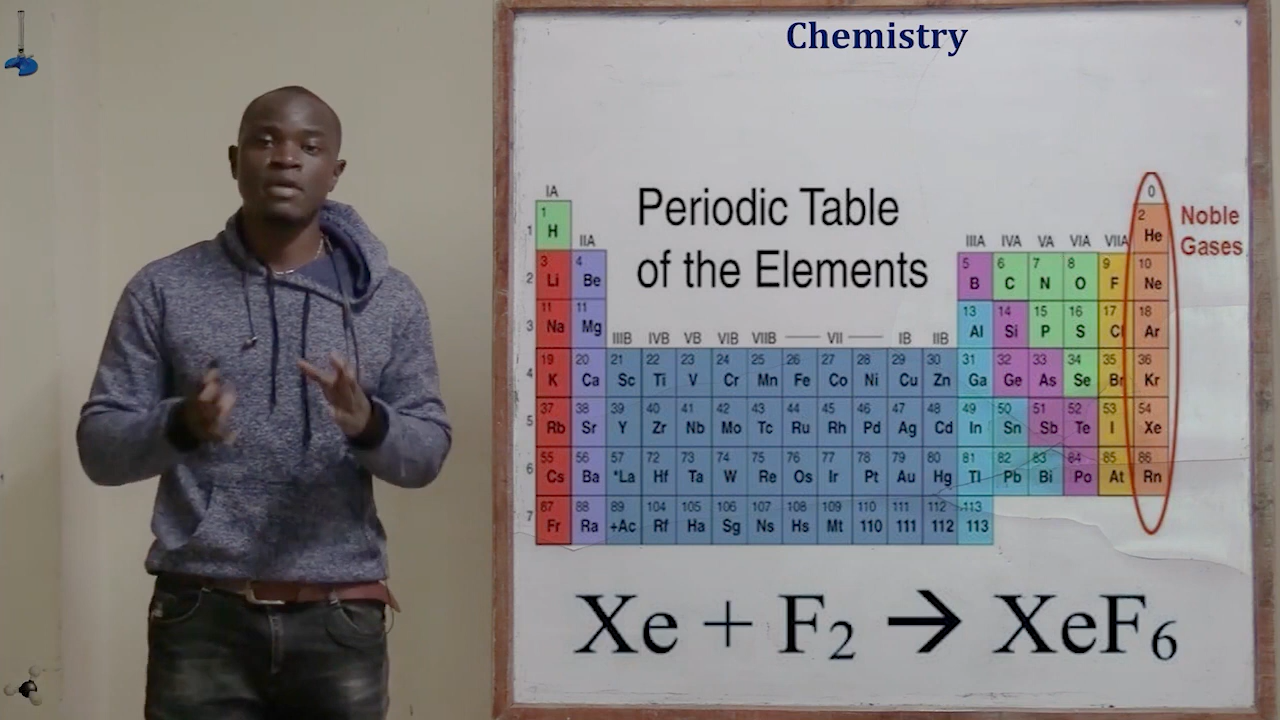 Chemistry
Periodic Table
of the Elements
Noble
Gases
IA IIA IIIB IVB VB VIB VIIB VII IB IIB IIIA IVA VA VIA VIIA 0
1 1 H 2 He
2 3 Li 4 Be 5 B 6 C 7 N 8 O 9 F 10 Ne
3 11 Na 11 Mg 13 Al 14 Si 15 P 16 S 17 Cl 18 Ar
4 19 K 20 Ca 21 Sc 22 Ti 23 V 24 Cr 25 Mn 26 Fe 27 Co 28 Ni 29 Cu 30 Zn 31 Ga 32 Ge 33 As 34 Se 35 Br 36 Kr
5 37 Rb 38 Sr 39 Y 40 Zr 41 Nb 42 Mo 43 Tc 44 Ru 45 Rh 46 Pd 47 Ag 48 Cd 49 In 50 Sn 51 Sb 52 Te 53 I 54 Xe
6 55 Cs 56 Ba 57 *La 72 Hf 73 Ta 74 W 75 Re 76 Os 77 Ir 78 Pt 79 Au 80 Hg 81 Tl 82 Pb 83 Bi 84 Po 85 At 86 Rn
7 87 Fr 88 Ra 89 +Ac 104 Rf 105 Ha 106 Sg 107 Ns 108 Hs 109 Mt 110 110 111 111 112 112 113 113
Xe + F₂ → XeF₆